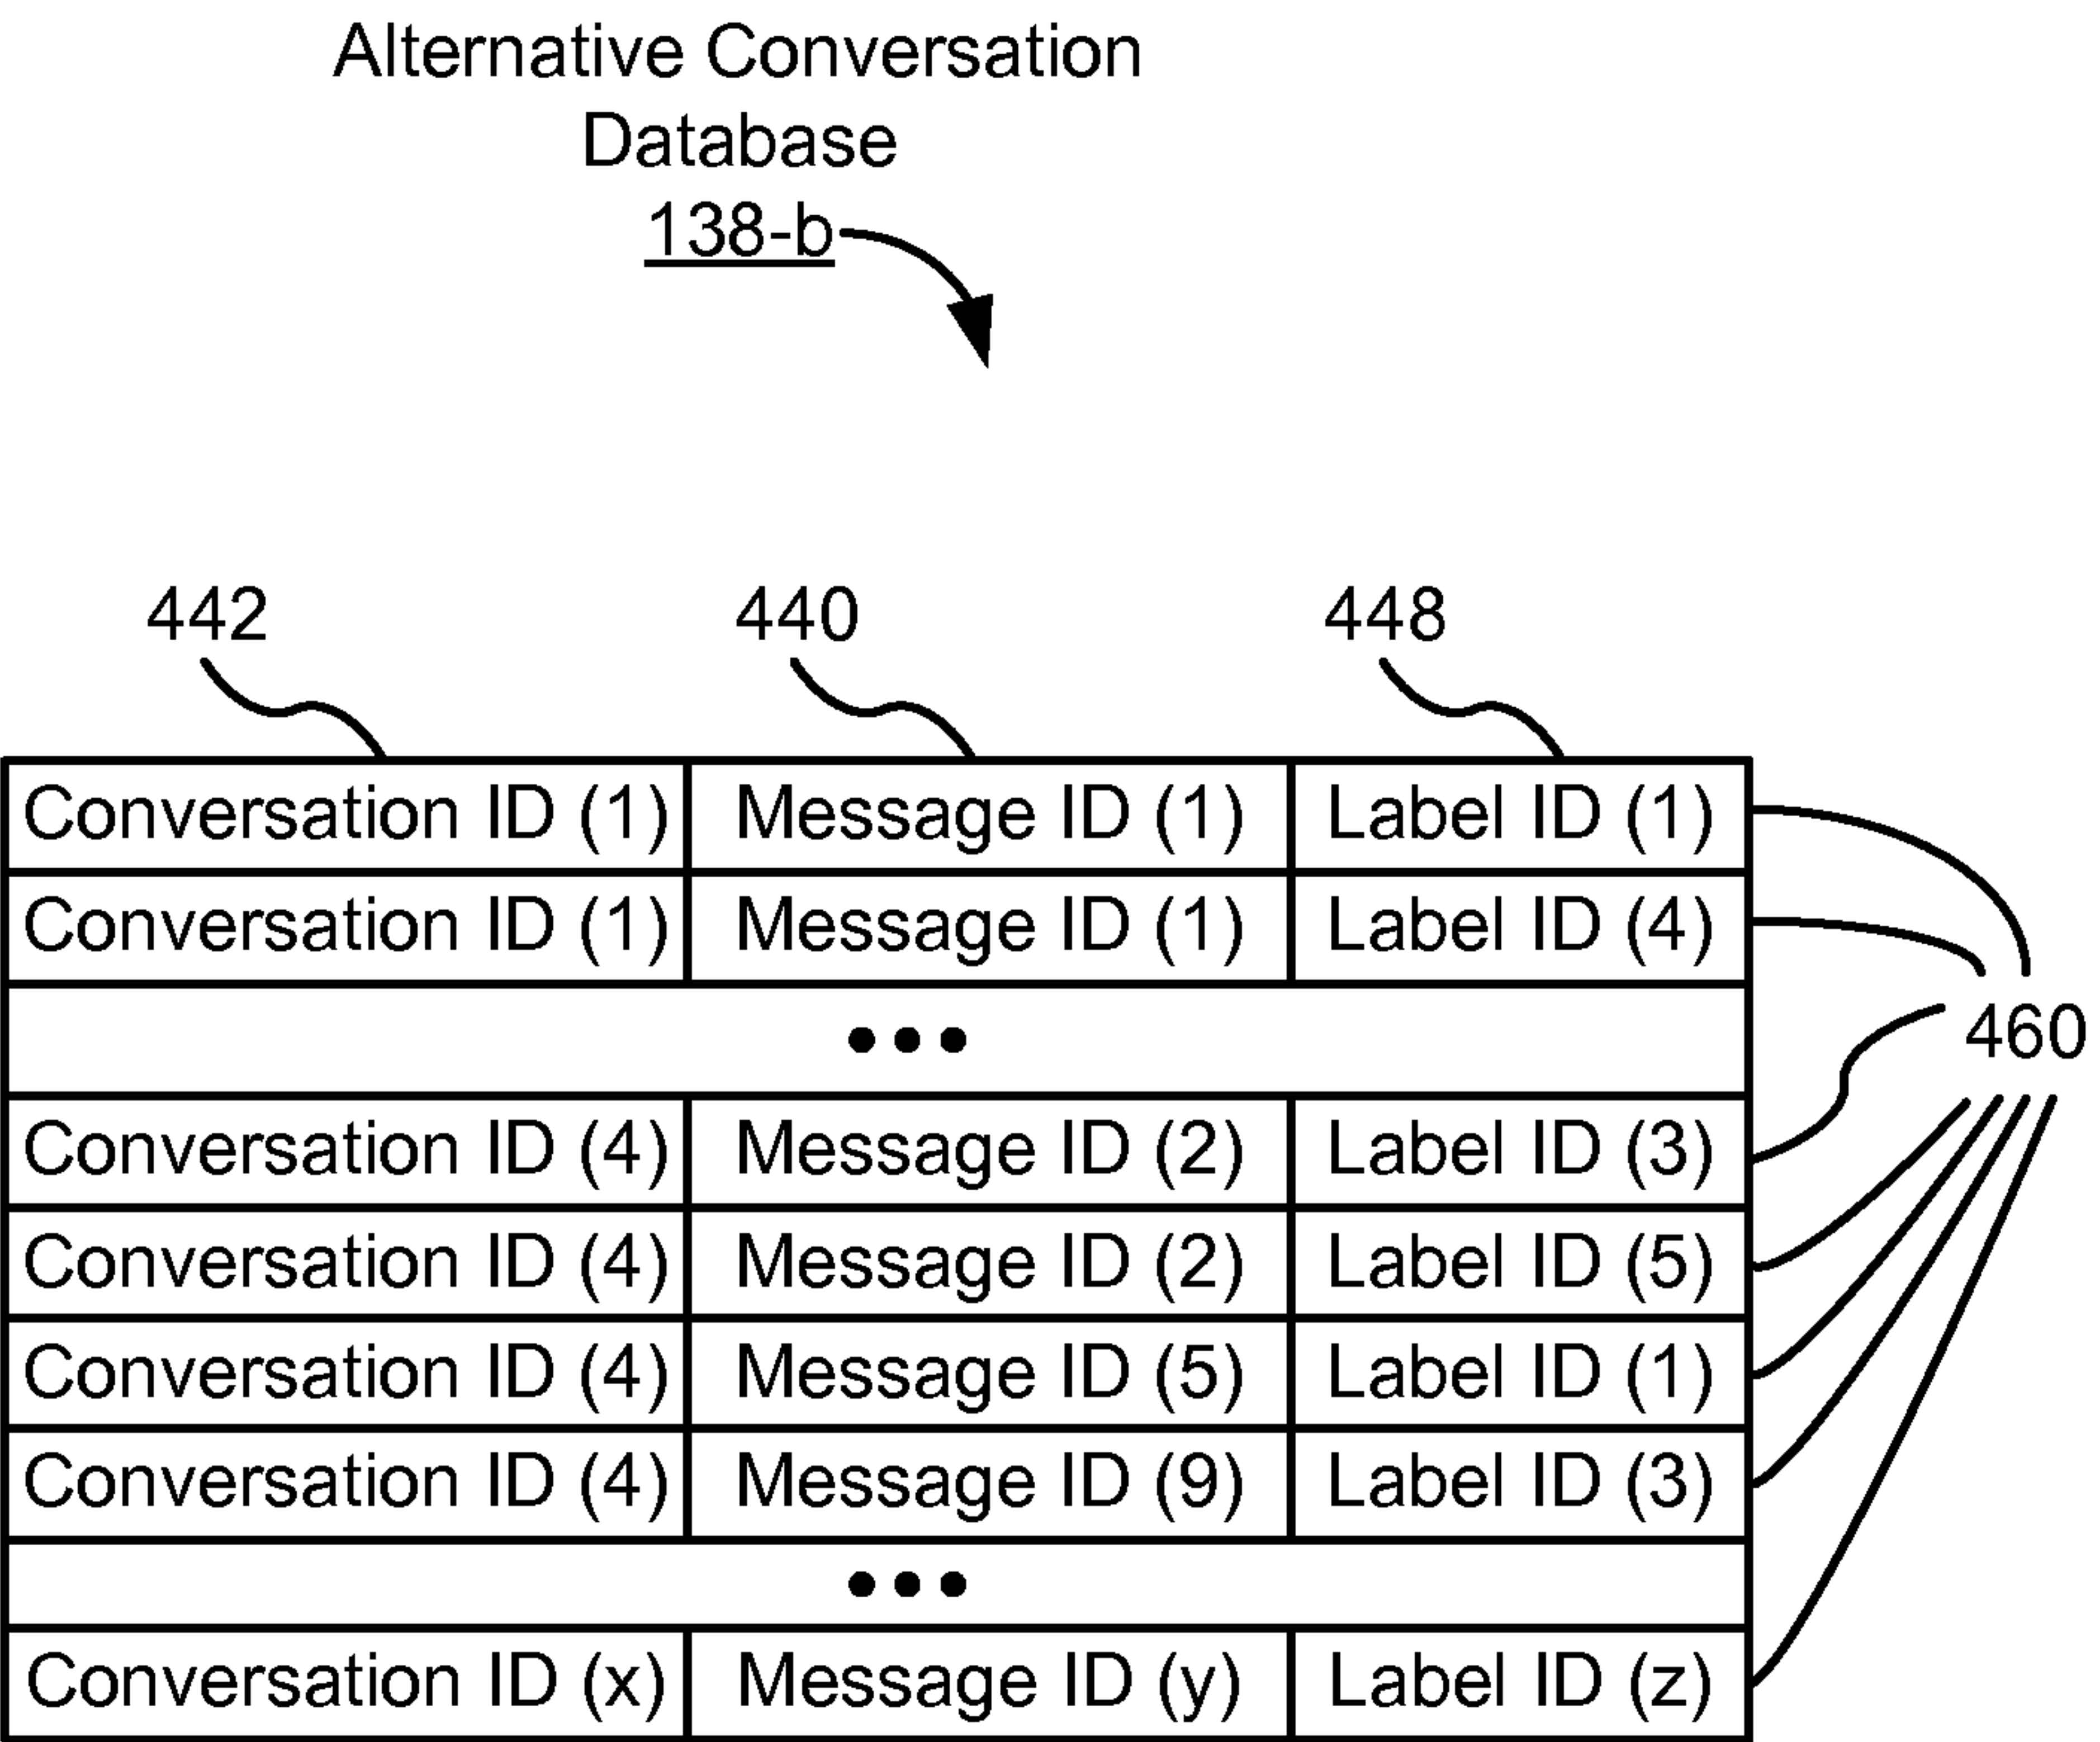 Alternative Conversation
Database
138-b
442 440 448
Conversation ID (1) Message ID (1) Label ID (1)
Conversation ID (1) Message ID (1) Label ID (4)
•••
460
Conversation ID (4) Message ID (2) Label ID (3)
Conversation ID (4) Message ID (2) Label ID (5)
Conversation ID (4) Message ID (5) Label ID (1)
Conversation ID (4) Message ID (9) Label ID (3)
•••
Conversation ID (x) Message ID (y) Label ID (z)